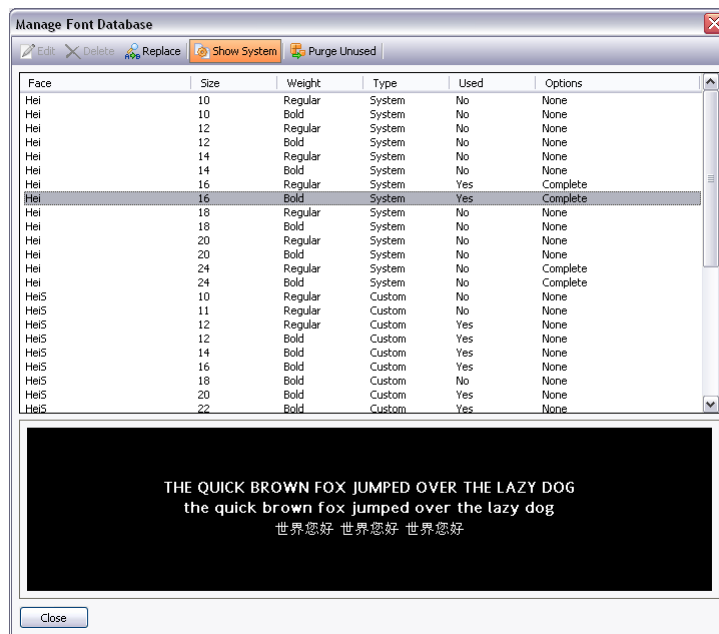 Manage Font Database
Edit Delete Replace Show System Purge Unused
Face Size Weight Type Used Options
Hei 10 Regular System No None
Hei 10 Bold System No None
Hei 12 Regular System No None
Hei 12 Bold System No None
Hei 14 Regular System No None
Hei 14 Bold System No None
Hei 16 Regular System Yes Complete
Hei 16 Bold System Yes Complete
Hei 18 Regular System No None
Hei 18 Bold System No None
Hei 20 Regular System No None
Hei 20 Bold System No None
Hei 24 Regular System No Complete
Hei 24 Bold System No Complete
HeiS 10 Regular Custom No None
HeiS 11 Regular Custom No None
HeiS 12 Regular Custom Yes None
HeiS 12 Bold Custom Yes None
HeiS 14 Bold Custom Yes None
HeiS 16 Bold Custom Yes None
HeiS 18 Bold Custom No None
HeiS 20 Bold Custom Yes None
HeiS 22 Bold Custom Yes None
THE QUICK BROWN FOX JUMPED OVER THE LAZY DOG
the quick brown fox jumped over the lazy dog
世界您好 世界您好 世界您好
Close